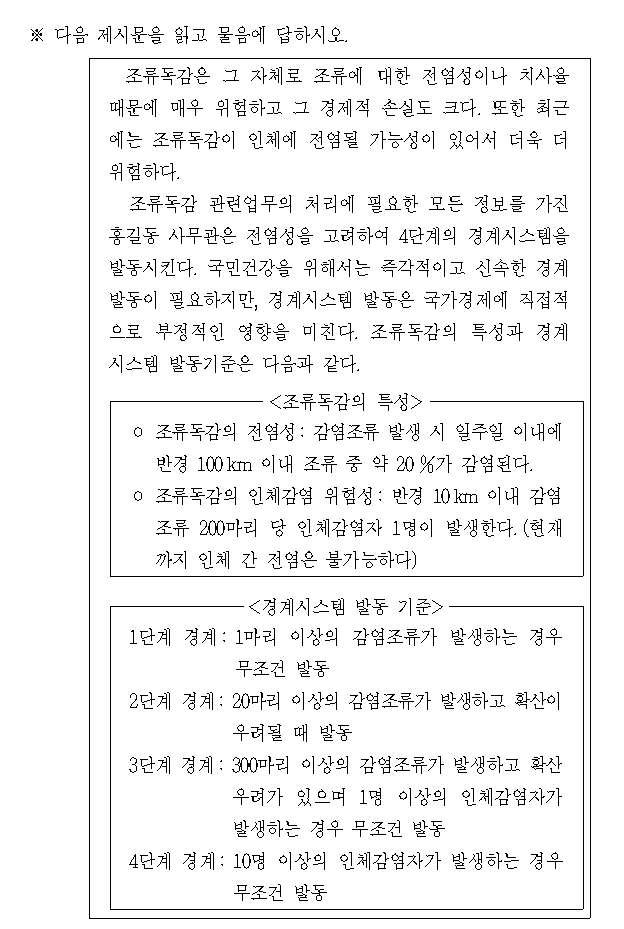 ※ 다음 제시문을 읽고 물음에 답하시오.
조류독감은 그 자체로 조류에 대한 전염성이나 치사율
때문에 매우 위험하고 그 경제적 손실도 크다. 또한 최근
에는 조류독감이 인체에 전염될 가능성이 있어서 더욱 더
위험하다.
조류독감 관련업무의 처리에 필요한 모든 정보를 가진
홍길동 사무관은 전염성을 고려하여 4단계의 경계시스템을
발동시킨다. 국민건강을 위해서는 즉각적이고 신속한 경계
발동이 필요하지만, 경계시스템 발동은 국가경제에 직접적
으로 부정적인 영향을 미친다. 조류독감의 특성과 경계
시스템 발동기준은 다음과 같다.
<조류독감의 특성>
o 조류독감의 전염성 : 감염조류 발생 시 일주일 이내에
반경 100 km 이내 조류 중 약 20 %가 감염된다.
o 조류독감의 인체감염 위험성 : 반경 10 km 이내 감염
조류 200마리 당 인체감염자 1명이 발생한다. (현재
까지 인체 간 전염은 불가능하다)
<경계시스템 발동 기준>
1단계 경계 : 1마리 이상의 감염조류가 발생하는 경우
무조건 발동
2단계 경계 : 20마리 이상의 감염조류가 발생하고 확산이
우려될 때 발동
3단계 경계 : 300마리 이상의 감염조류가 발생하고 확산
우려가 있으며 1명 이상의 인체감염자가
발생하는 경우 무조건 발동
4단계 경계 : 10명 이상의 인체감염자가 발생하는 경우
무조건 발동